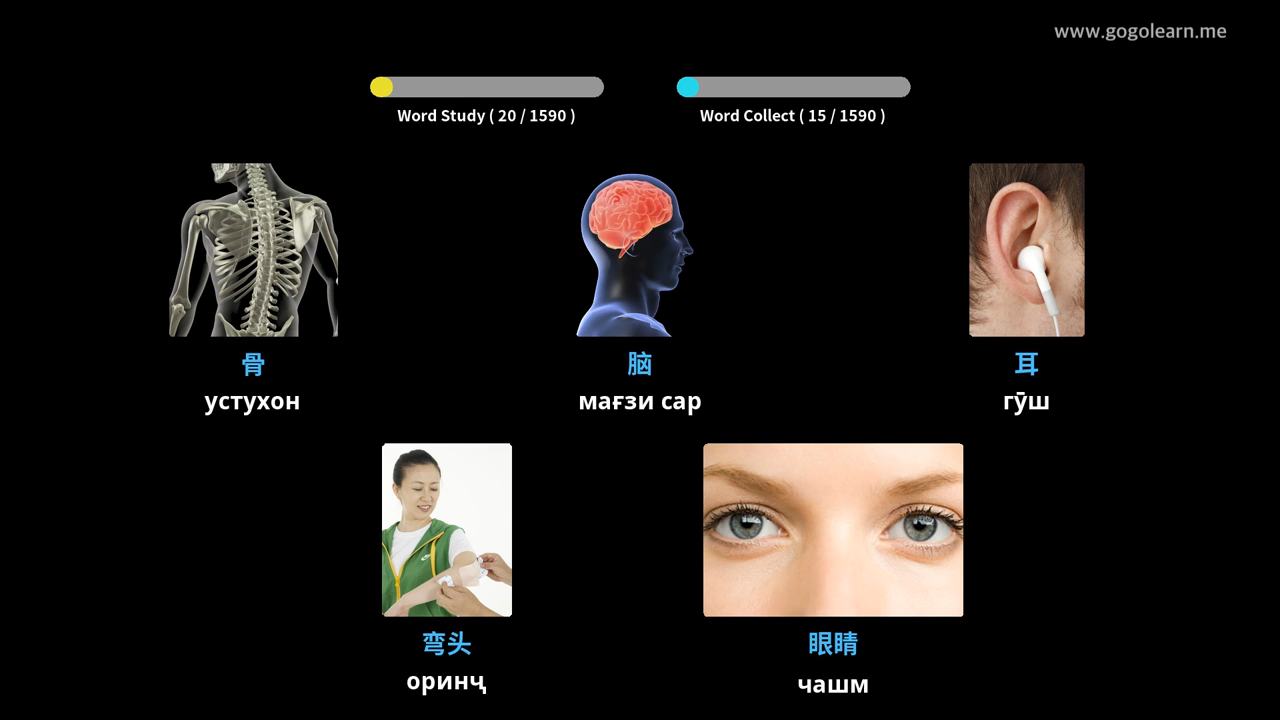 www.gogolearn.me
Word Study ( 20 / 1590 )
Word Collect ( 15 / 1590 )
骨
устухон
脑
мағзи сар
耳
гӯш
弯头
оринҷ
眼睛
чашм